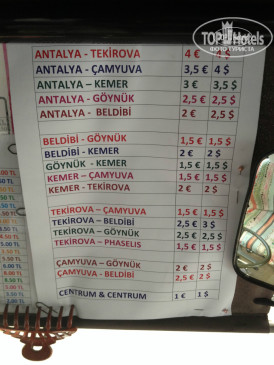 TOP Hotels
ФОТО ТУРИСТА
ANTALYA – TEKİROVA 4 € 4 $
ANTALYA – ÇAMYUVA 3,5 € 4 $
ANTALYA – KEMER 3 € 3,5 $
ANTALYA – GÖYNÜK 2,5 € 2,5 $
ANTALYA - BELDİBİ 2 € 2,5 $
BELDİBİ - GÖYNÜK 1,5 € 1,5 $
BELDİBİ - KEMER 2 € 2 $
GÖYNÜK - KEMER 1,5 € 1,5 $
KEMER – ÇAMYUVA 1,5 € 1,5 $
KEMER - TEKİROVA 2 € 2 $
TEKİROVA – ÇAMYUVA 1,5 € 1,5 $
TEKİROVA – BELDİBİ 2,5 € 3 $
TEKİROVA – GÖYNÜK 2,5 € 2,5 $
TEKİROVA – PHASELIS 1,5 € 1,5 $
ÇAMYUVA – GÖYNÜK 2 € 2 $
ÇAMYUVA - BELDİBİ 2,5 € 2 $
CENTRUM & CENTRUM 1 € 1 $